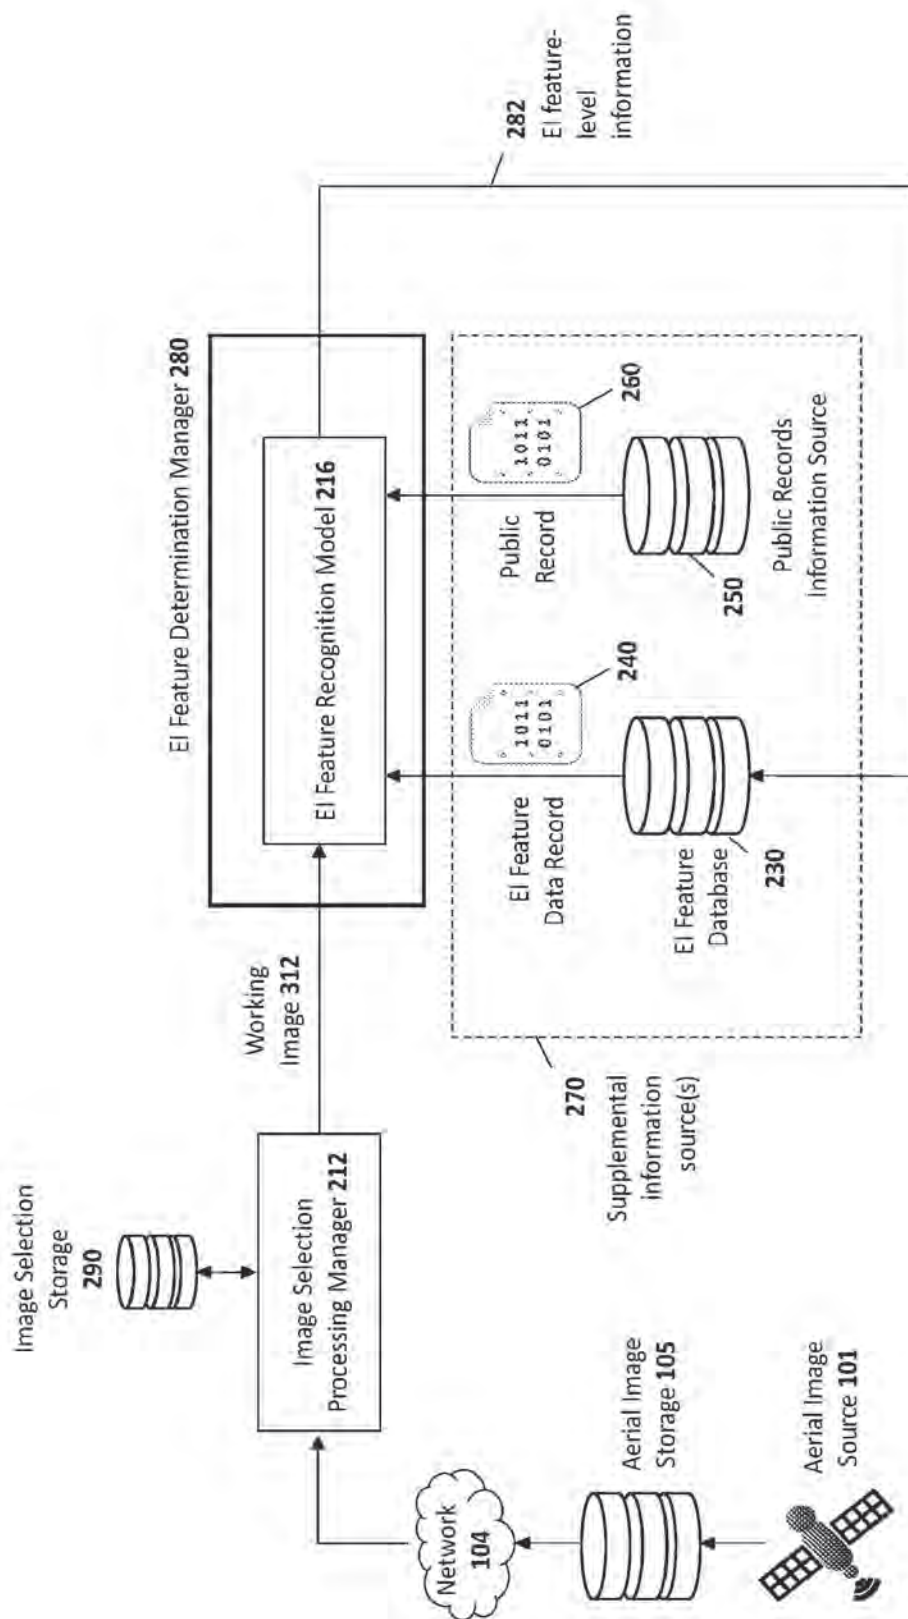 Image Selection
Storage
290
Image Selection
Processing Manager 212
Network
104
Aerial Image
Storage 105
Aerial Image
Source 101
Working
Image 312
EI Feature Determination Manager 280
EI Feature Recognition Model 216
282 EI feature-
level
information
EI Feature
Data Record
1011
0101
240
Public
Record
1011
0101
260
EI Feature
Database
230
250
Public Records
Information Source
270
Supplemental
information
source(s)